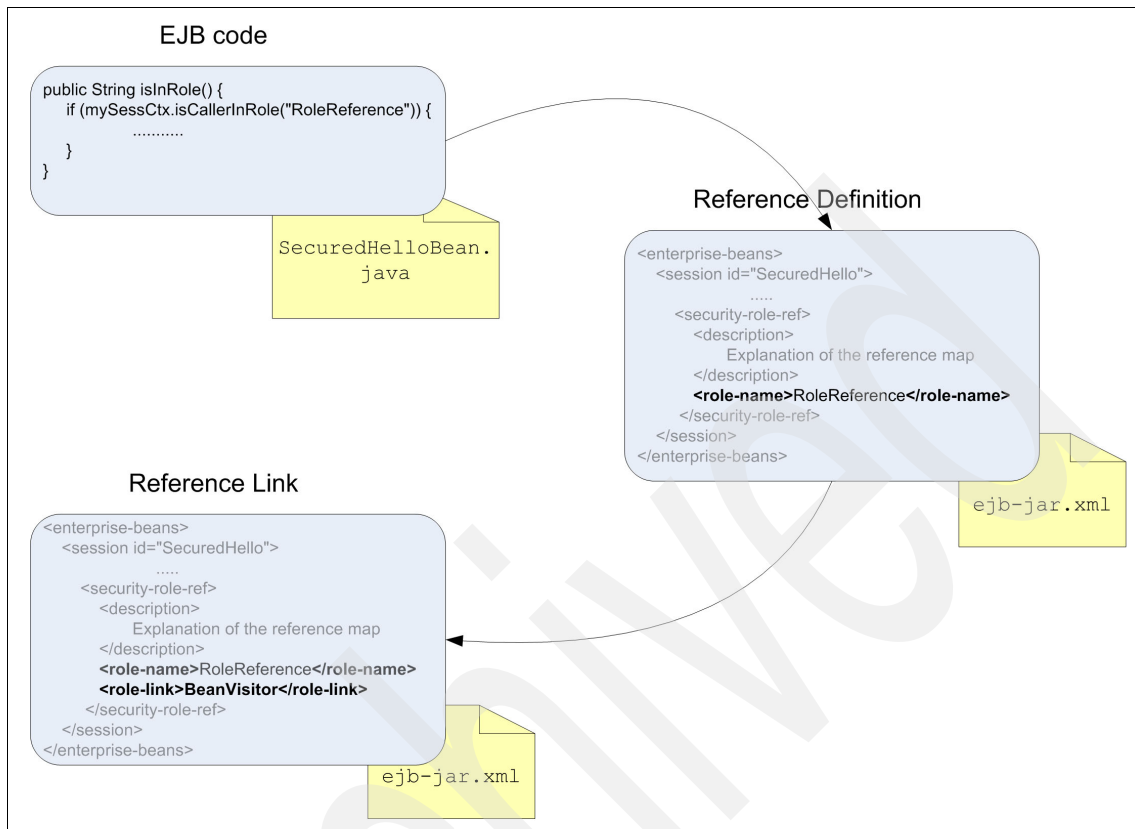 EJB code
public String isInRole() {
if (mySessCtx.isCallerInRole("RoleReference")) {
...........
}
}
SecuredHelloBean.
java
Reference Definition
<enterprise-beans>
<session id="SecuredHello">
.....
<security-role-ref>
<description>
Explanation of the reference map
</description>
<role-name>RoleReference</role-name>
</security-role-ref>
</session>
</enterprise-beans>
ejb-jar.xml
Reference Link
<enterprise-beans>
<session id="SecuredHello">
.....
<security-role-ref>
<description>
Explanation of the reference map
</description>
<role-name>RoleReference</role-name>
<role-link>BeanVisitor</role-link>
</security-role-ref>
</session>
</enterprise-beans>
ejb-jar.xml